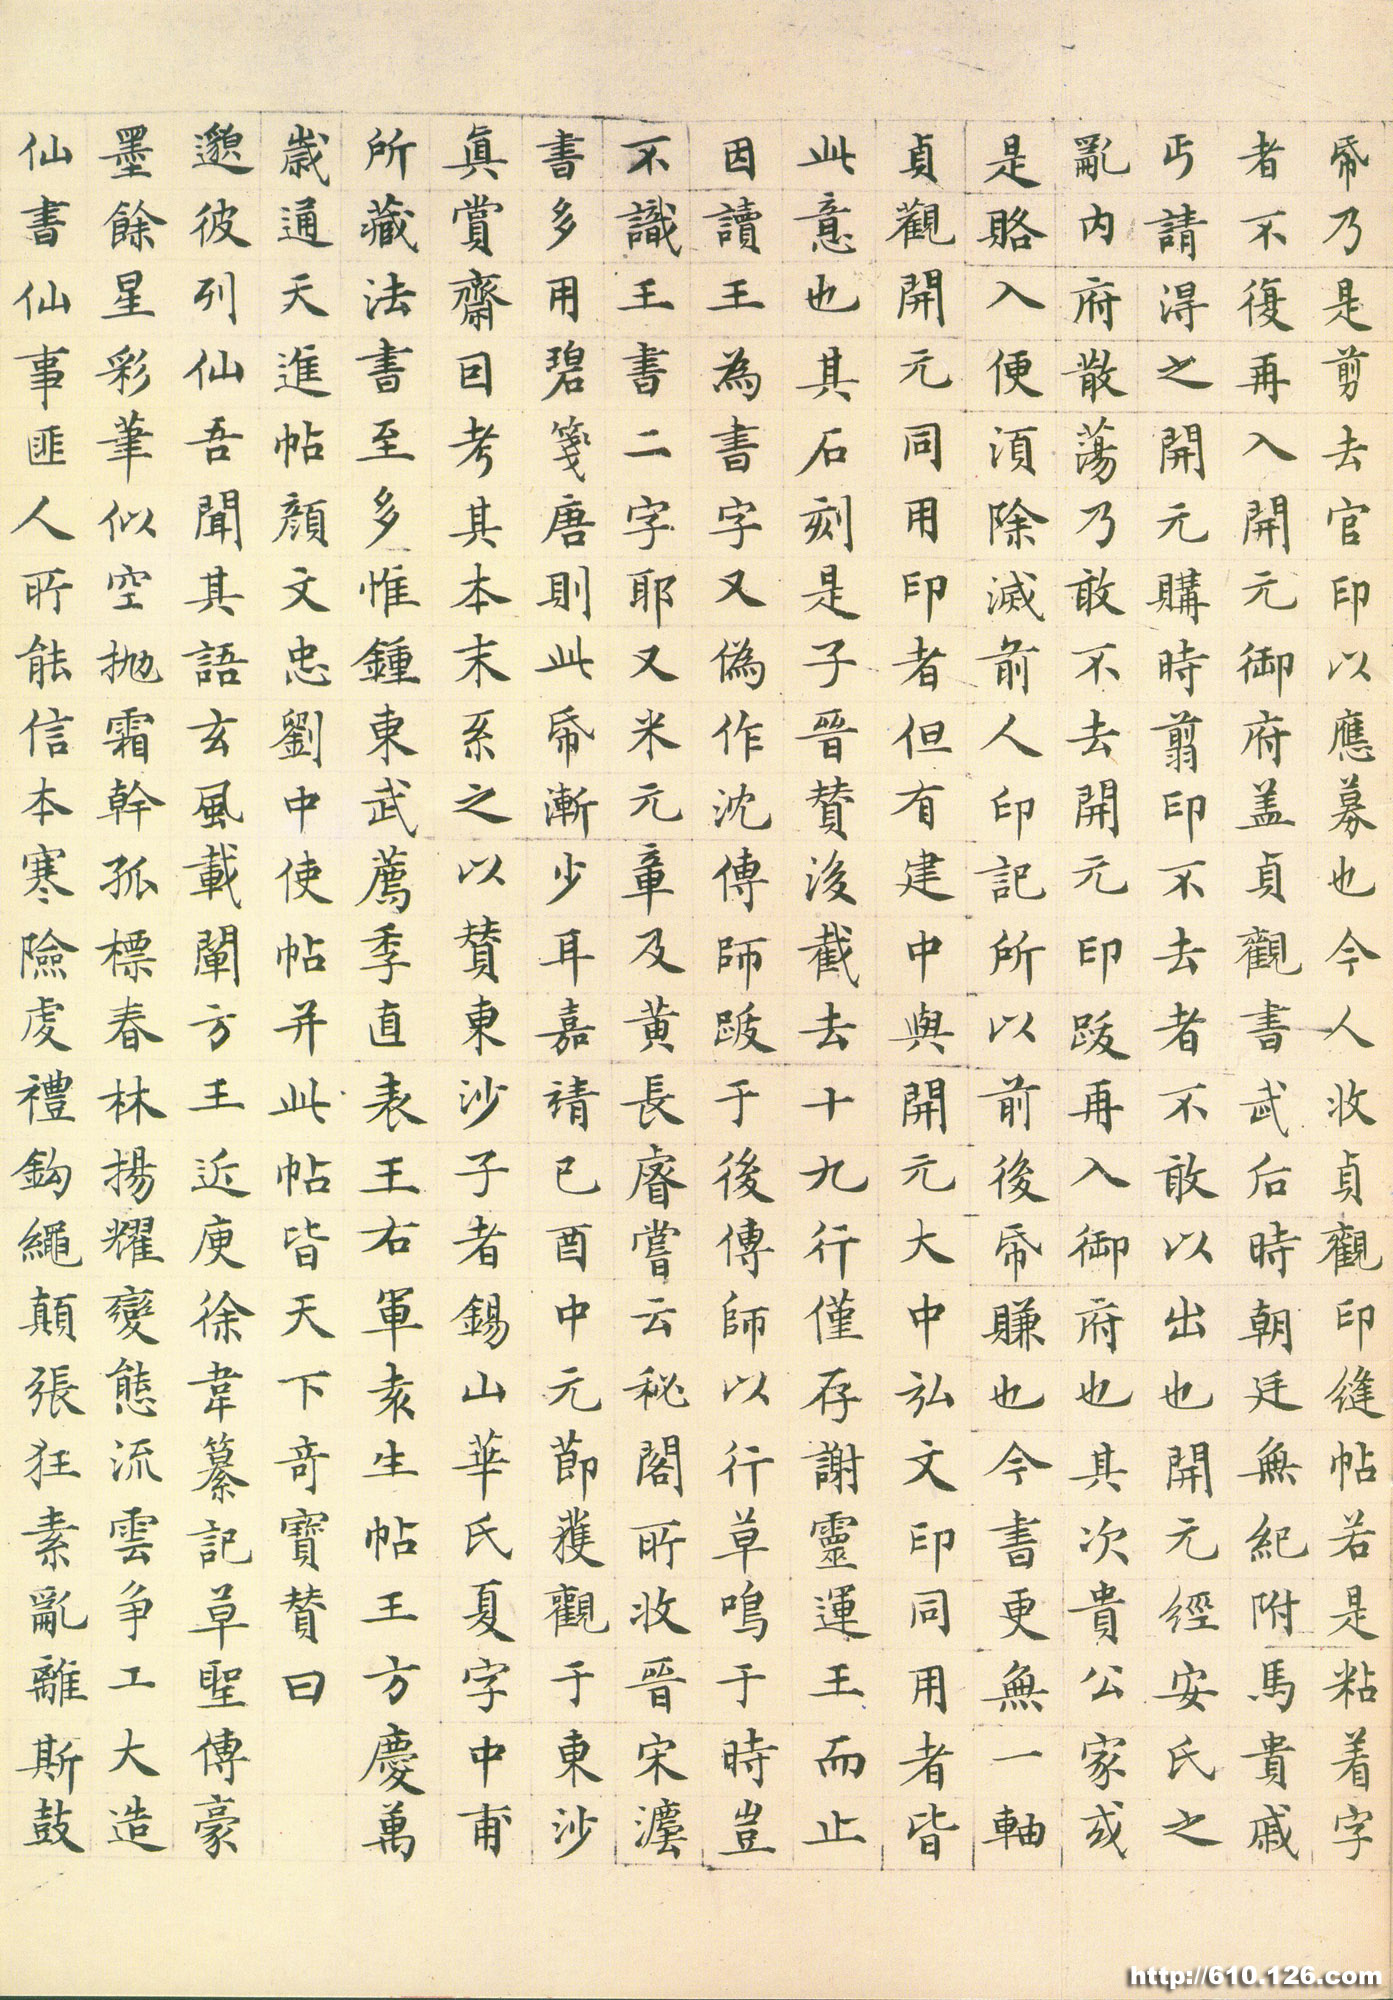 帋乃是剪去官印以應募也今人收貞觀印縫帖若是粘着字
者不復再入開元御府盖貞觀書武后時朝廷無紀附馬貴戚
丐請得之開元購時翦印不去者不敢以出也開元經安氏之
亂内府散蕩乃敢不去開元印跋再入御府也其次貴公家或
是賂入便須除滅前人印記所以前後帋賺也今書更無一軸
貞觀開元同用印者但有建中與開元大中弘文印同用者皆
此意也其石刻是子晉贊後截去十九行僅存謝靈運王而止
因讀王為書字又偽作沈傳師跋于後傳師以行草鳴于時豈
不識王書二字耶又米元章及黄長睿嘗云秘閣所收晉宋灋
書多用碧箋唐則此帋漸少耳嘉靖已酉中元節獲觀于東沙
真賞齋因考其本末系之以贊東沙子者錫山華氏夏字中甫
所藏法書至多惟鍾東武薦季直表王右軍袁生帖王方慶萬
歲通天進帖顔文忠劉中使帖并此帖皆天下奇寳贊曰
邈彼列仙吾聞其語玄風載闡方王近庾徐韋纂記草聖傳豪
墨餘星彩筆似空抛霜幹孤標春林揚耀變態流雲争工大造
仙書仙事匪人所能信本寒險虔禮鈎繩顛張狂素亂離斯鼓
http://610.126.com